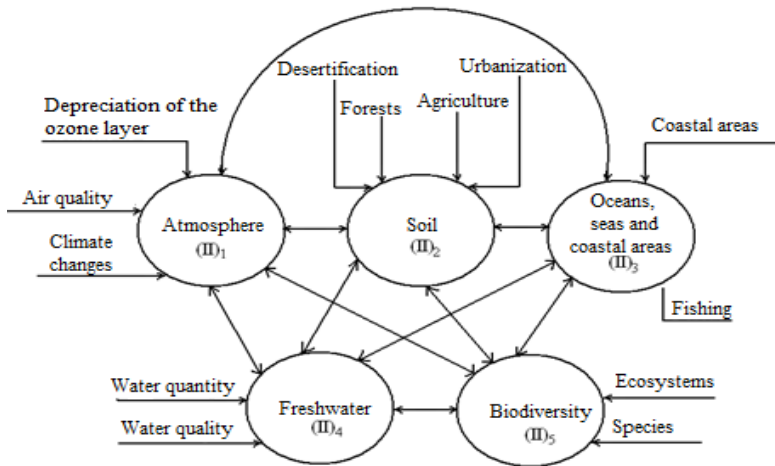 Desertification
Urbanization
Forests
Agriculture
Depreciation of the
ozone layer
Coastal areas
Air quality
Climate
changes
Atmosphere
(II)₁
Soil
(II)₂
Oceans,
seas and
coastal areas
(II)₃
Fishing
Water quantity
Water quality
Freshwater
(II)₄
Biodiversity
(II)₅
Ecosystems
Species